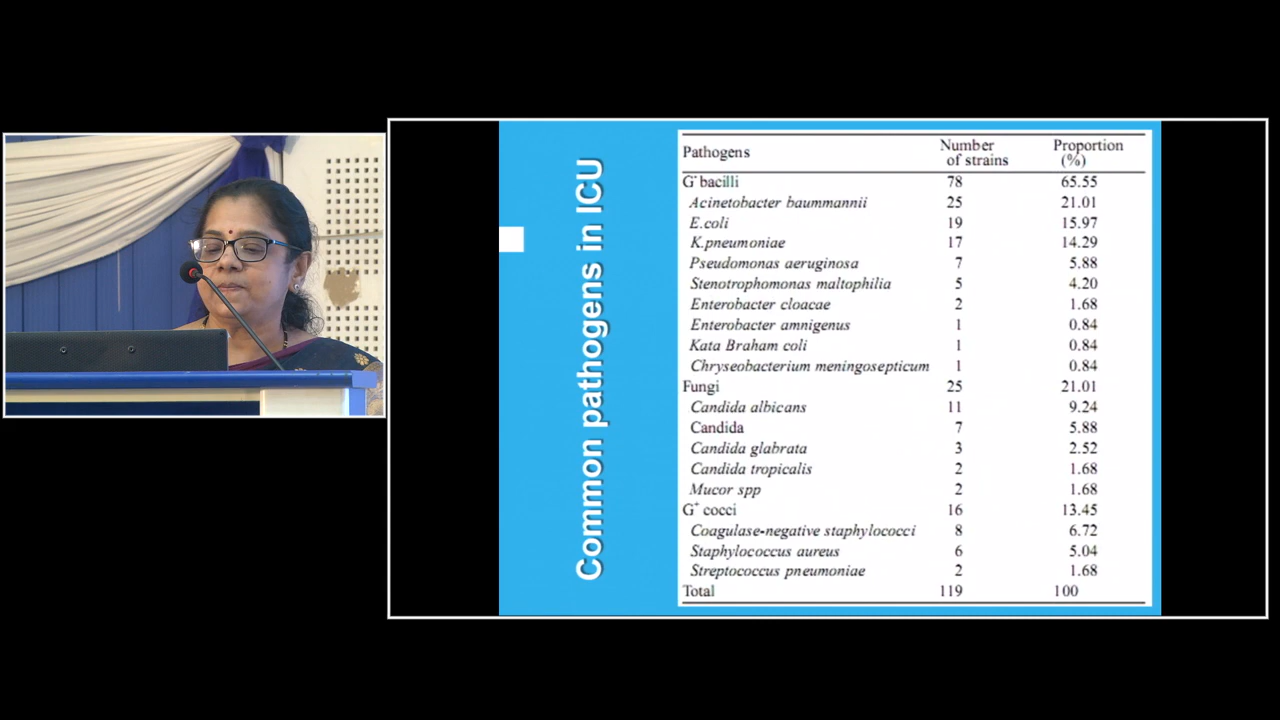 Common pathogens in ICU
Pathogens Number of strains Proportion (%)
G⁻ bacilli 78 65.55
Acinetobacter baummannii 25 21.01
E.coli 19 15.97
K.pneumoniae 17 14.29
Pseudomonas aeruginosa 7 5.88
Stenotrophomonas maltophilia 5 4.20
Enterobacter cloacae 2 1.68
Enterobacter amnigenus 1 0.84
Kata Braham coli 1 0.84
Chryseobacterium meningosepticum 1 0.84
Fungi 25 21.01
Candida albicans 11 9.24
Candida 7 5.88
Candida glabrata 3 2.52
Candida tropicalis 2 1.68
Mucor spp 2 1.68
G⁺ cocci 16 13.45
Coagulase-negative staphylococci 8 6.72
Staphylococcus aureus 6 5.04
Streptococcus pneumoniae 2 1.68
Total 119 100